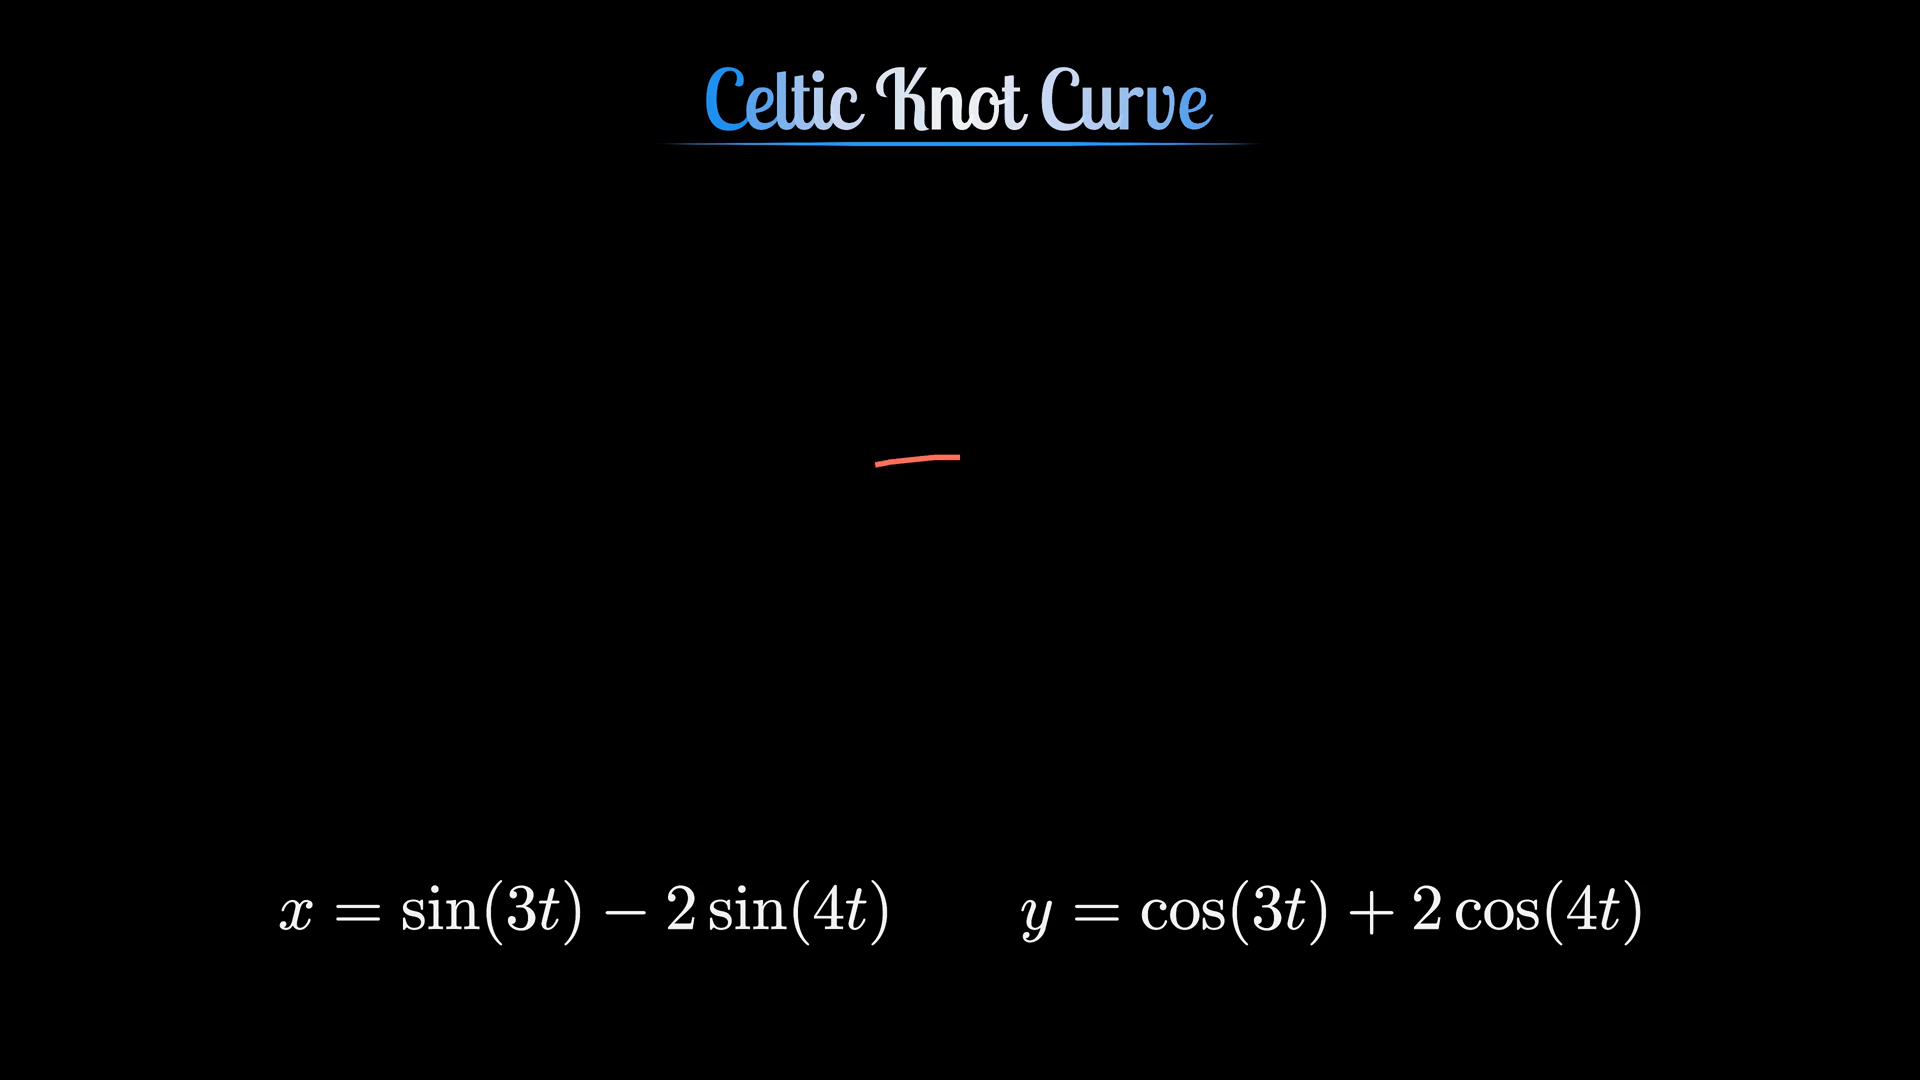 Celtic Knot Curve
x = sin(3t) − 2 sin(4t) y = cos(3t) + 2 cos(4t)